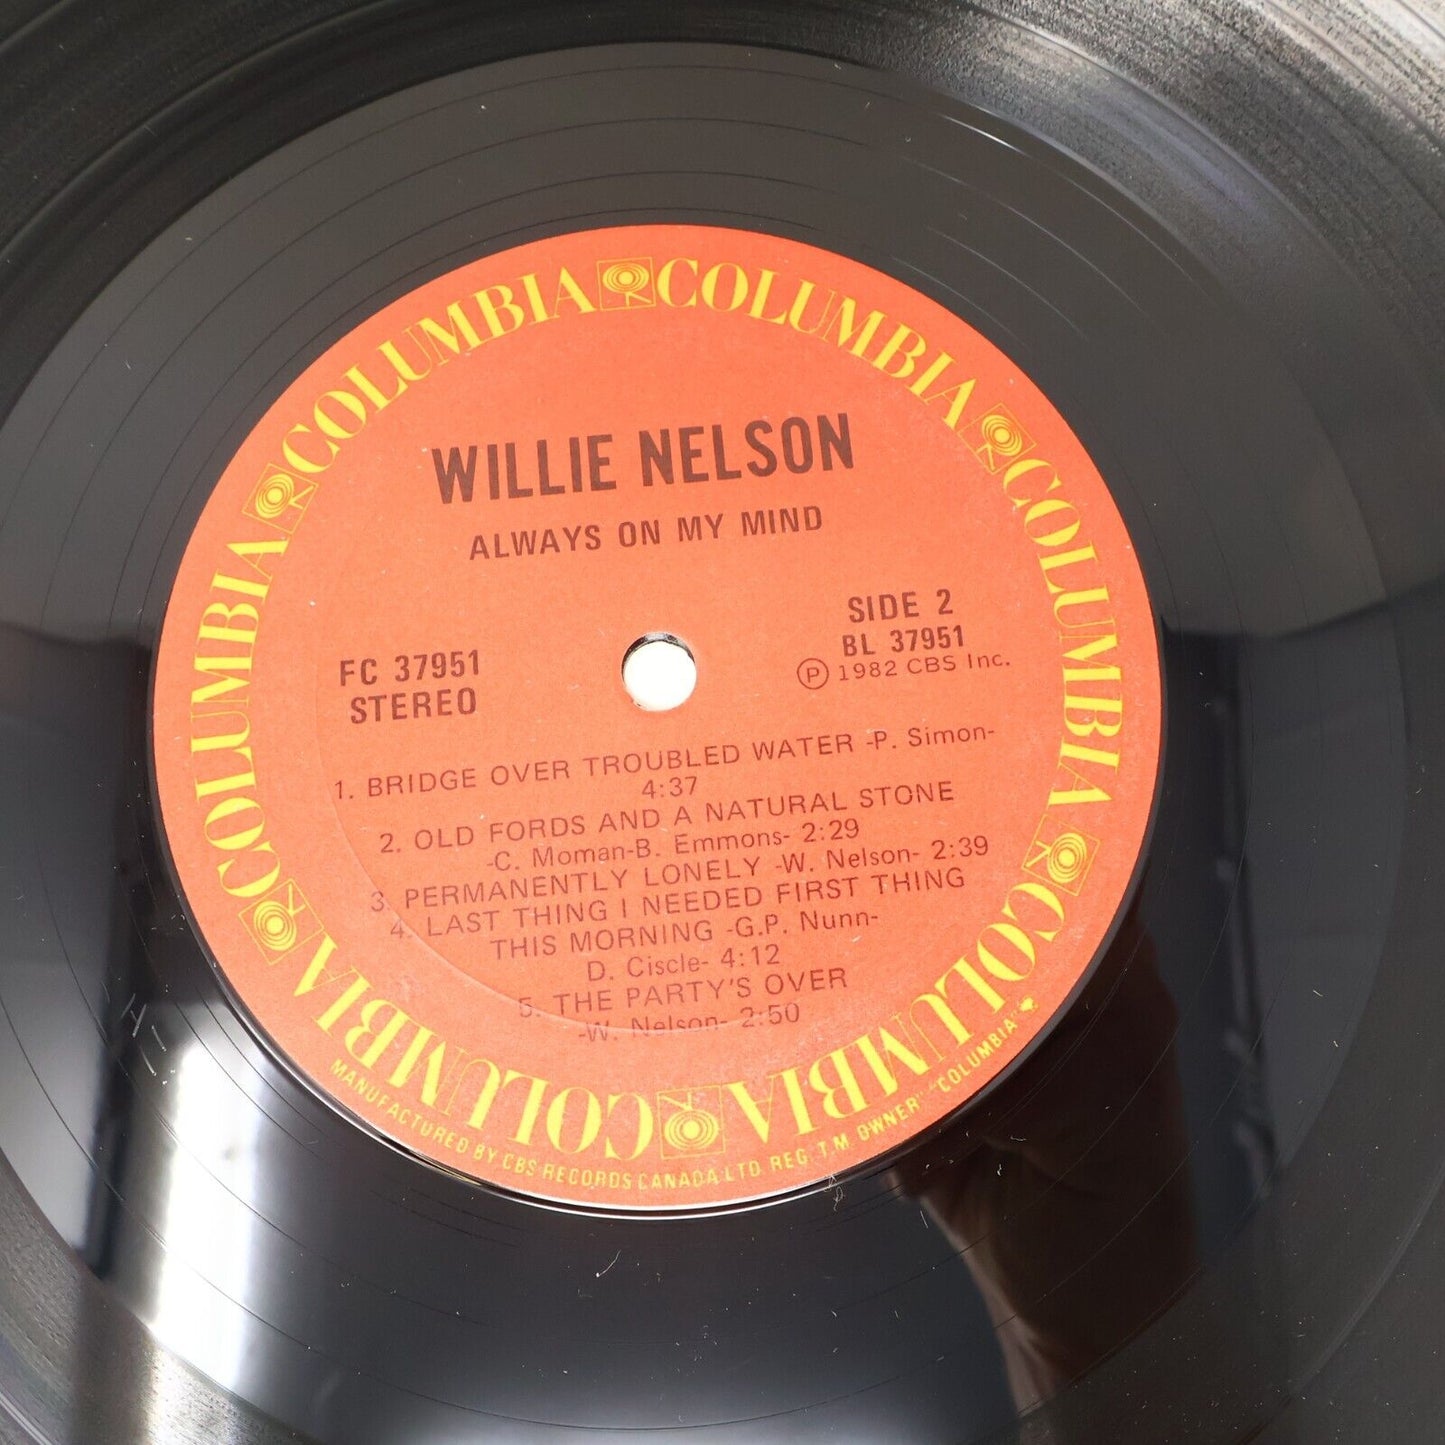 COLUMBIA COLUMBIA COLUMBIA COLUMBIA COLUMBIA COLUMBIA
WILLIE NELSON
ALWAYS ON MY MIND
SIDE 2
BL 37951
Ⓟ 1982 CBS Inc.
FC 37951
STEREO
1. BRIDGE OVER TROUBLED WATER -P. Simon-
4:37
2. OLD FORDS AND A NATURAL STONE
-C. Moman-B. Emmons- 2:29
3. PERMANENTLY LONELY -W. Nelson- 2:39
4. LAST THING I NEEDED FIRST THING
THIS MORNING -G.P. Nunn-
D. Ciscle- 4:12
5. THE PARTY'S OVER
-W. Nelson- 2:50
MANUFACTURED BY CBS RECORDS CANADA LTD. REG. T.M. OWNER "COLUMBIA"